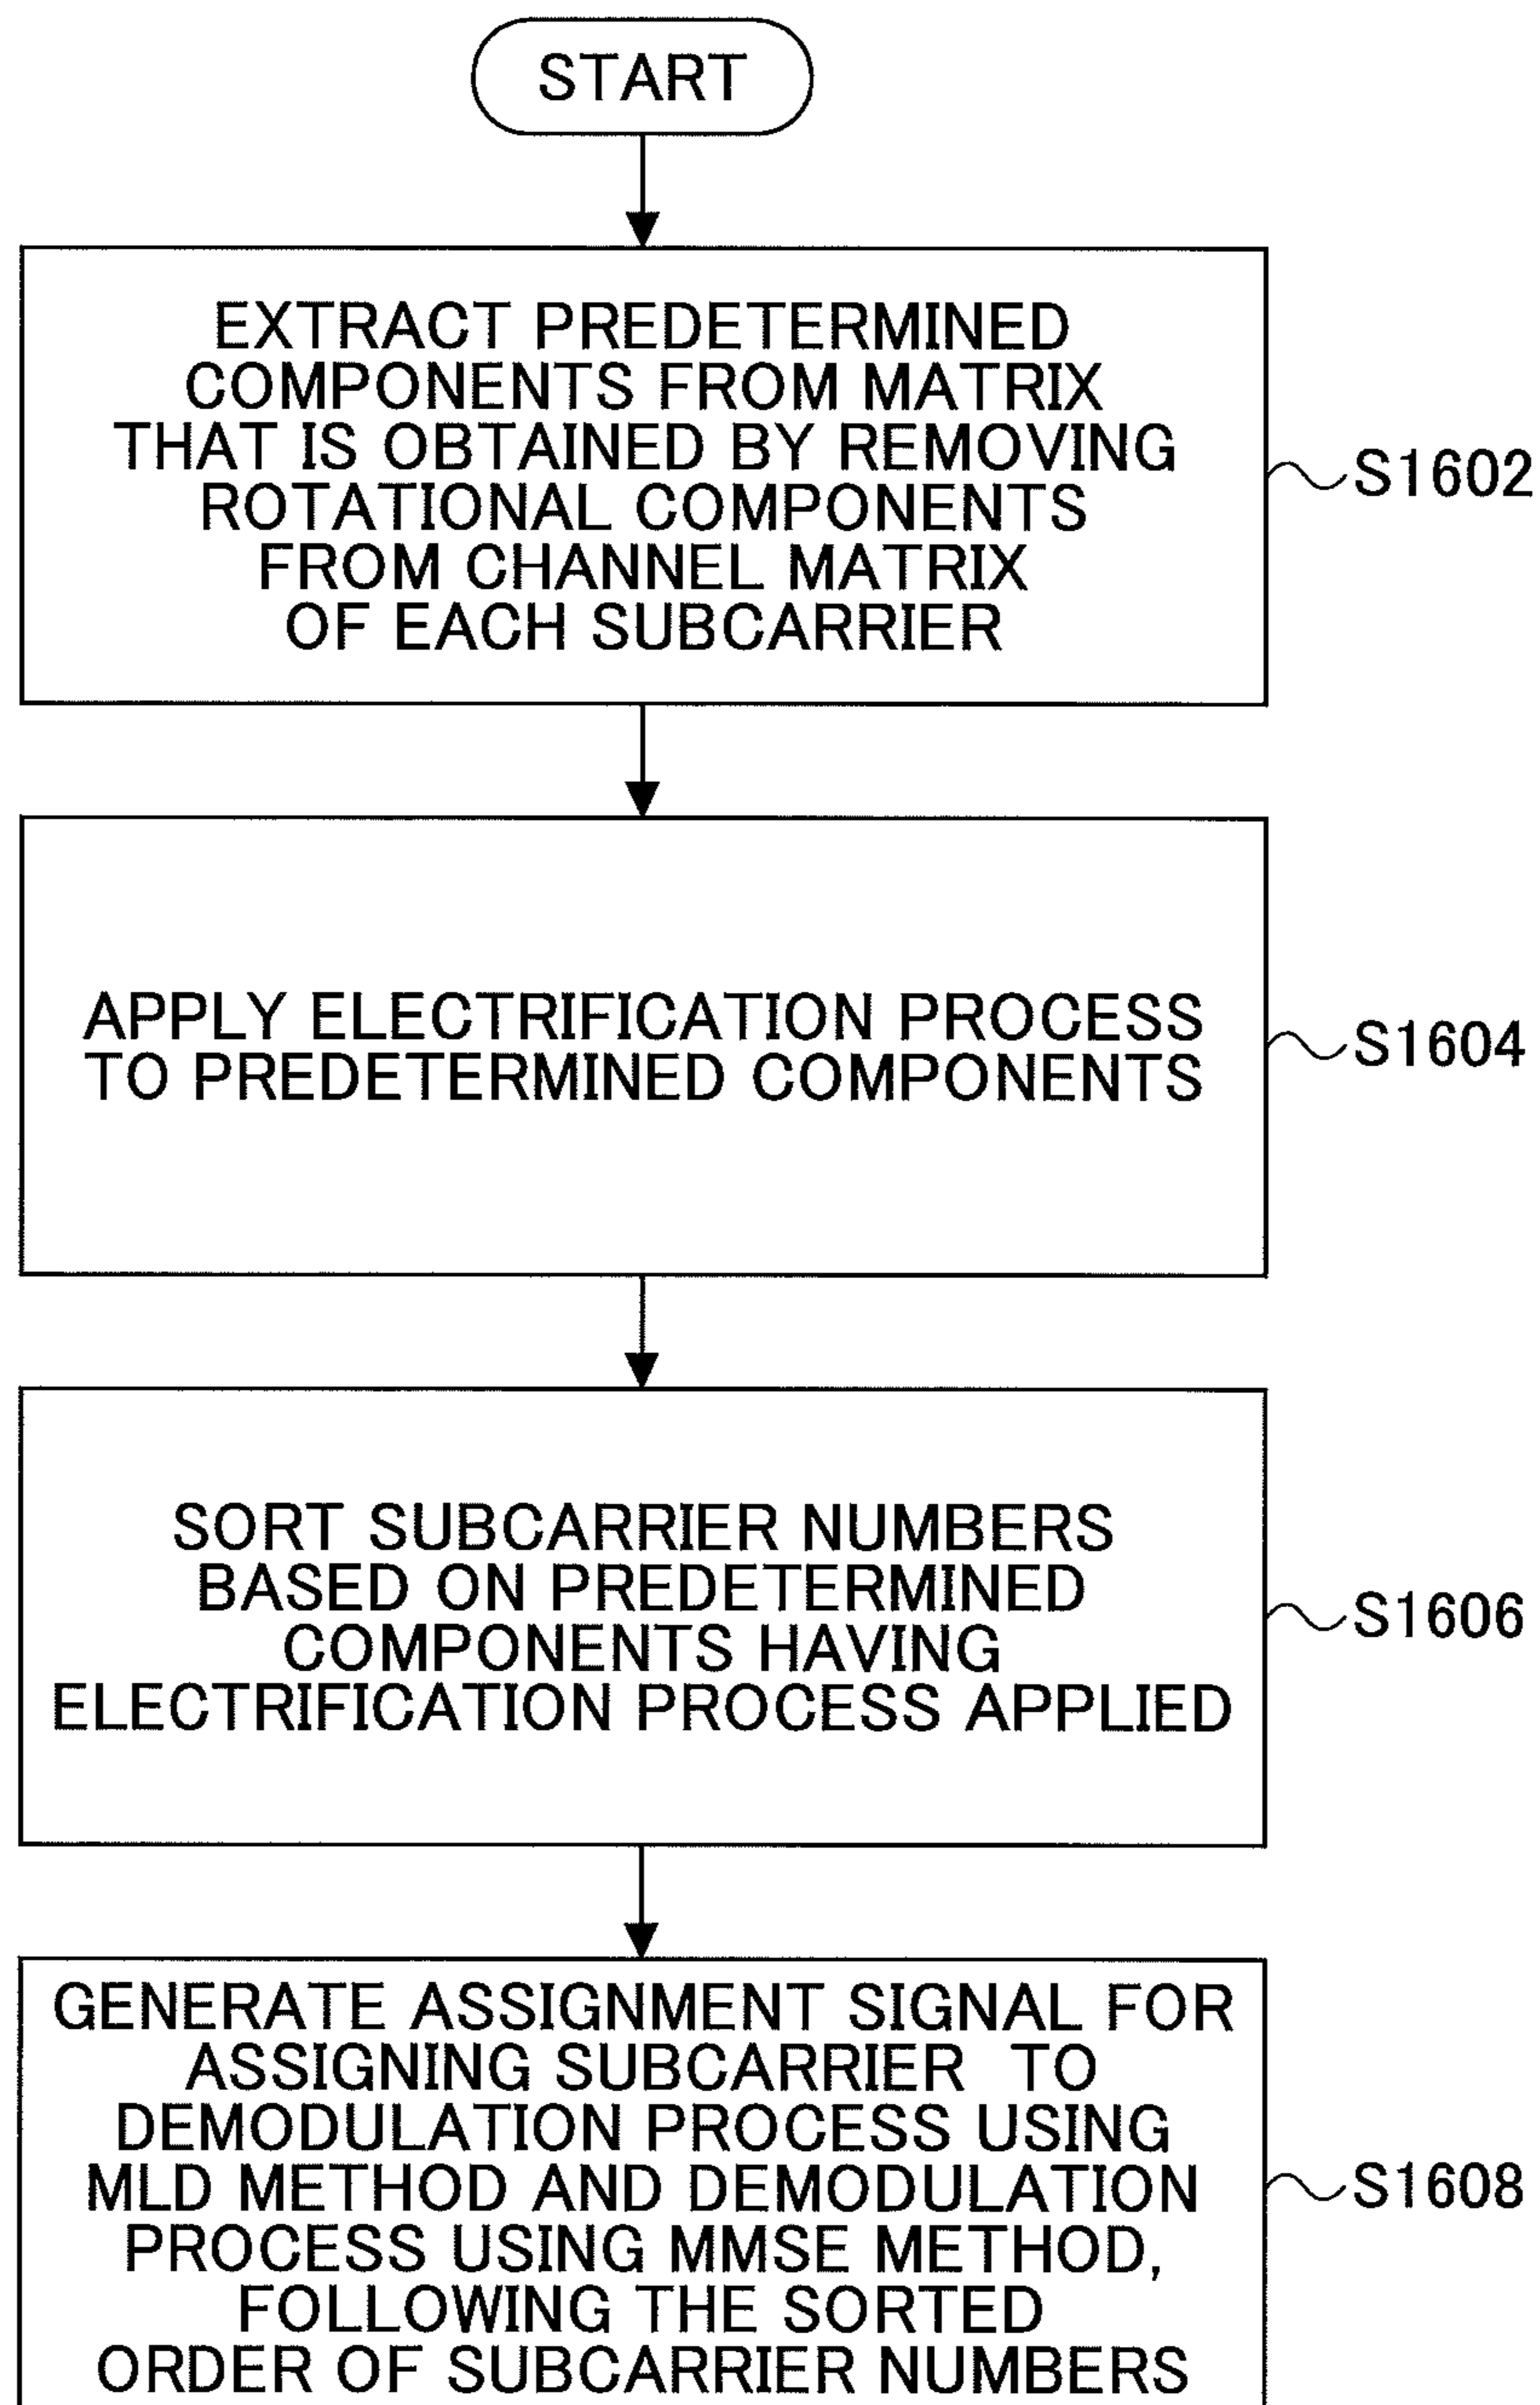 START
EXTRACT PREDETERMINED
COMPONENTS FROM MATRIX
THAT IS OBTAINED BY REMOVING
ROTATIONAL COMPONENTS
FROM CHANNEL MATRIX
OF EACH SUBCARRIER
S1602
APPLY ELECTRIFICATION PROCESS
TO PREDETERMINED COMPONENTS
S1604
SORT SUBCARRIER NUMBERS
BASED ON PREDETERMINED
COMPONENTS HAVING
ELECTRIFICATION PROCESS APPLIED
S1606
GENERATE ASSIGNMENT SIGNAL FOR
ASSIGNING SUBCARRIER TO
DEMODULATION PROCESS USING
MLD METHOD AND DEMODULATION
PROCESS USING MMSE METHOD,
FOLLOWING THE SORTED
ORDER OF SUBCARRIER NUMBERS
S1608